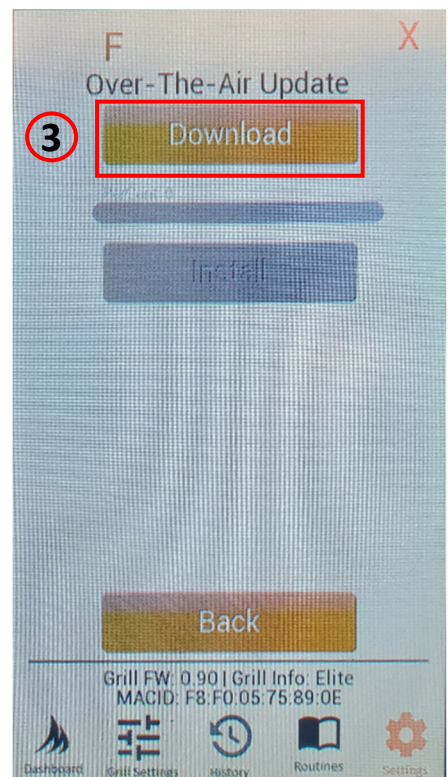 F
X
Over-The-Air Update
3
Download
Install
Back
Grill FW: 0.90 | Grill Info: Elite
MACID: F8:F0:05:75:89:0E
Dashboard Grill Settings History Routines Settings